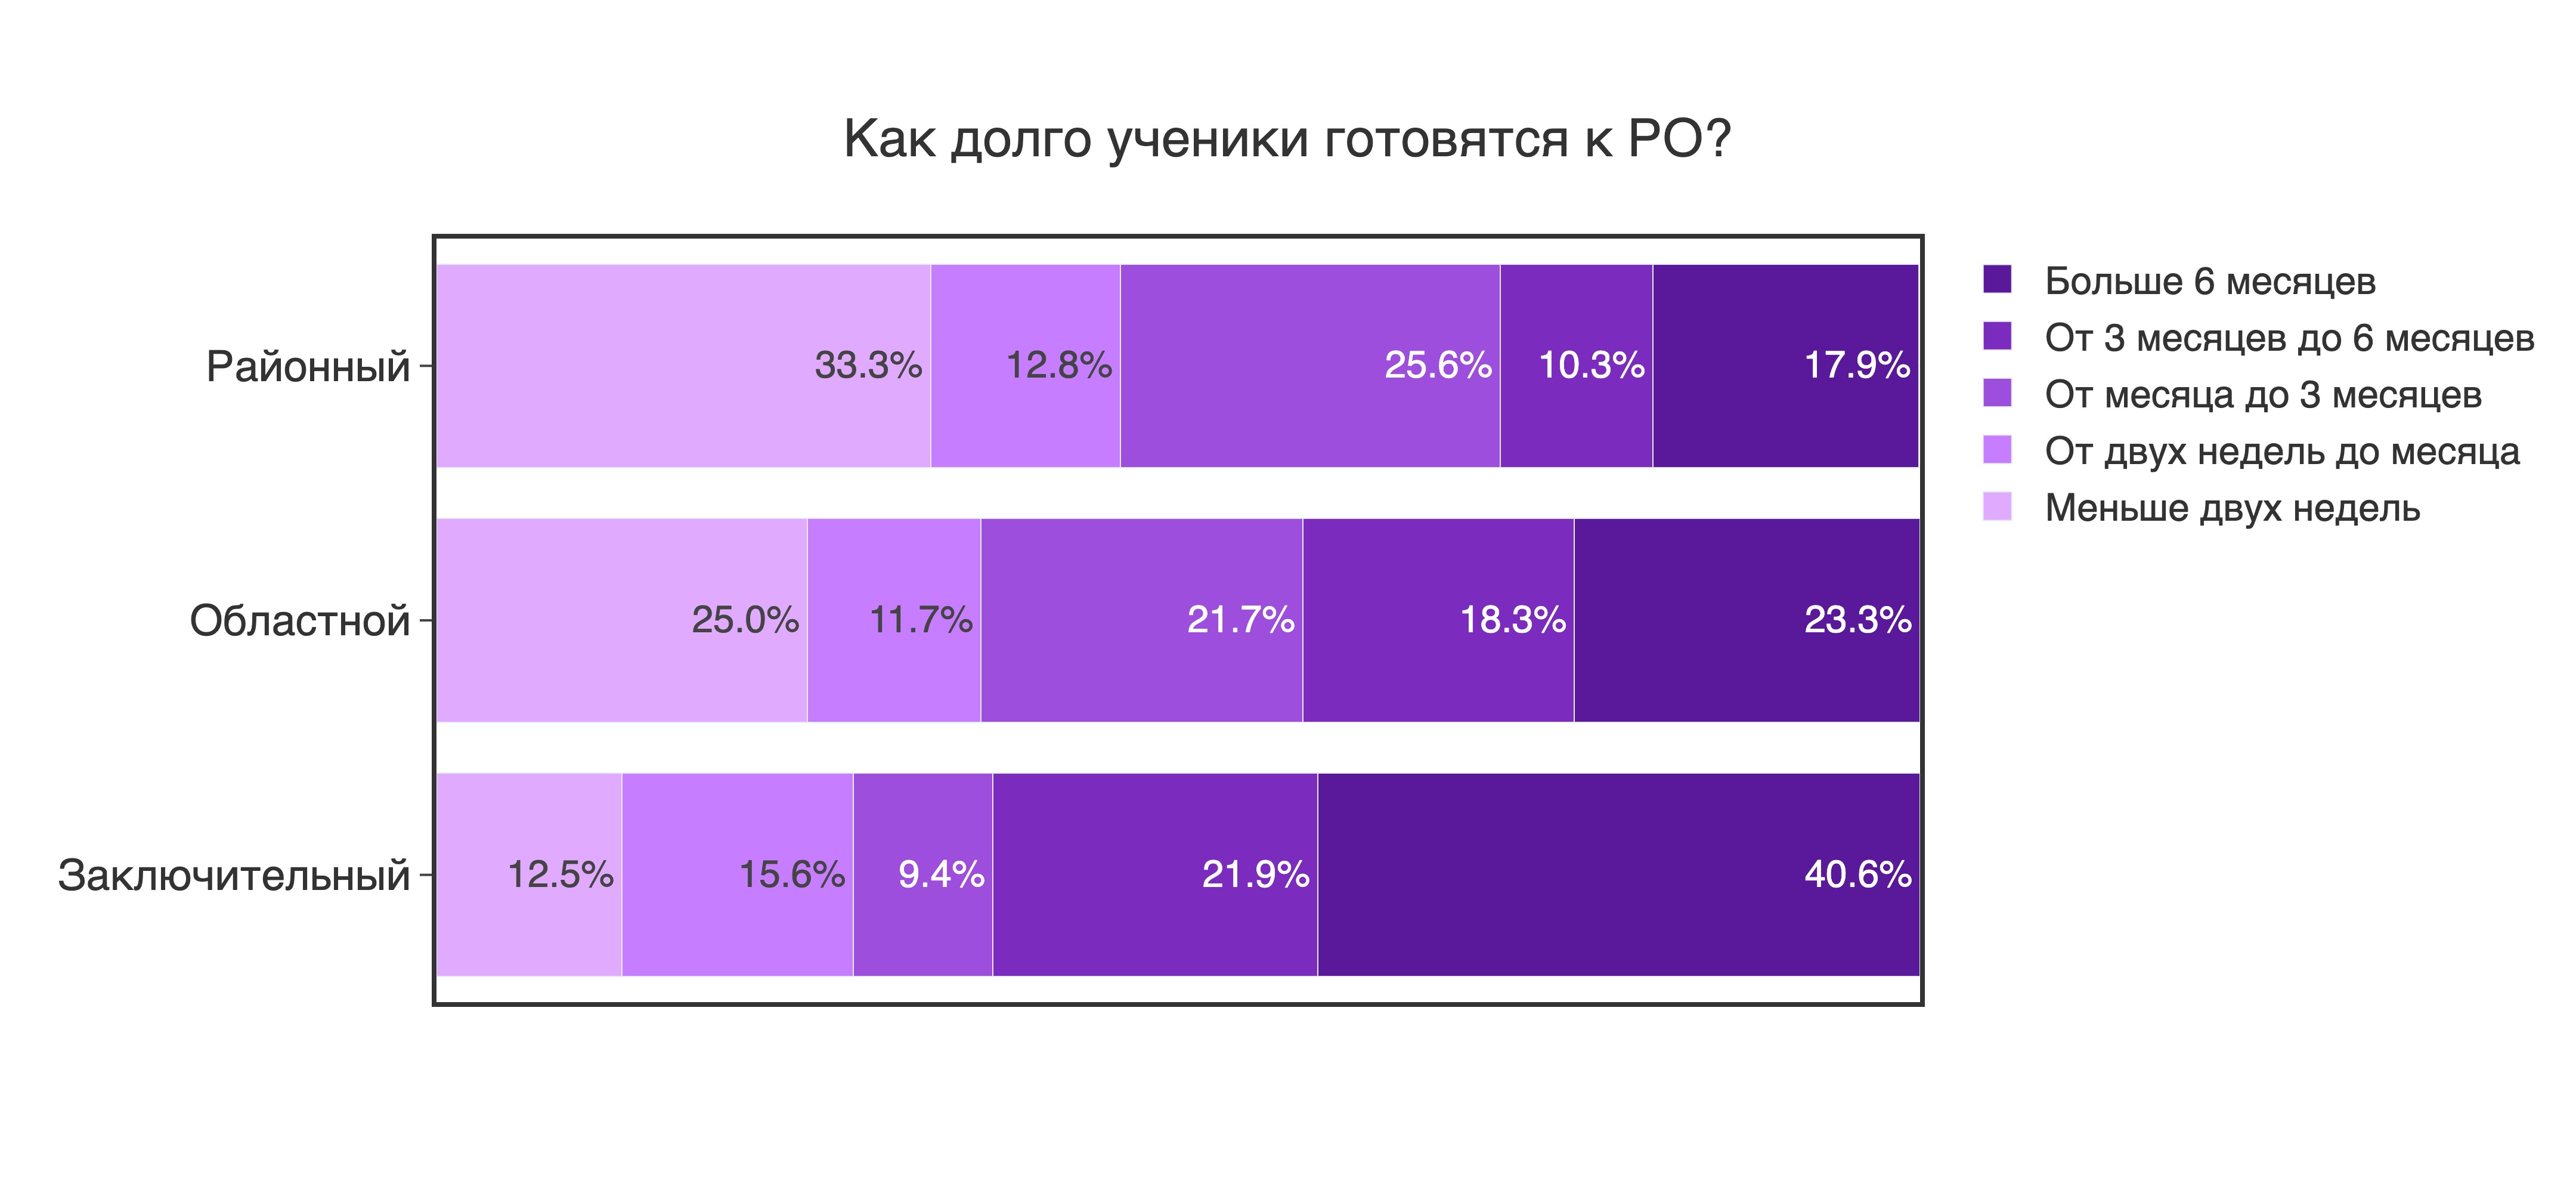 Как долго ученики готовятся к РО?
Районный
33.3% 12.8% 25.6% 10.3% 17.9%
Областной
25.0% 11.7% 21.7% 18.3% 23.3%
Заключительный
12.5% 15.6% 9.4% 21.9% 40.6%
Больше 6 месяцев
От 3 месяцев до 6 месяцев
От месяца до 3 месяцев
От двух недель до месяца
Меньше двух недель